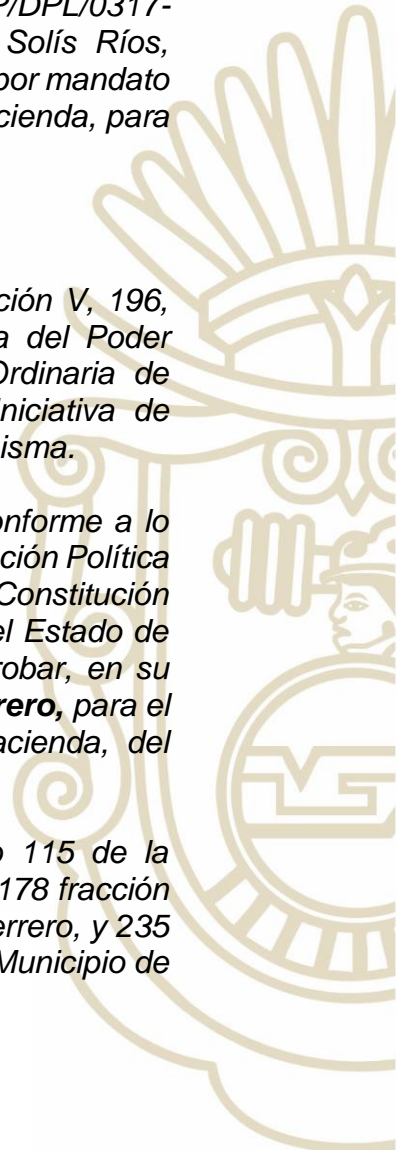 P/DPL/0317-
Solís Ríos,
por mandato
cienda, para
ción V, 196,
a del Poder
Ordinaria de
niciativa de
isma.
onforme a lo
ción Política
Constitución
el Estado de
robar, en su
rero, para el
acienda, del
o 115 de la
178 fracción
errero, y 235
Municipio de